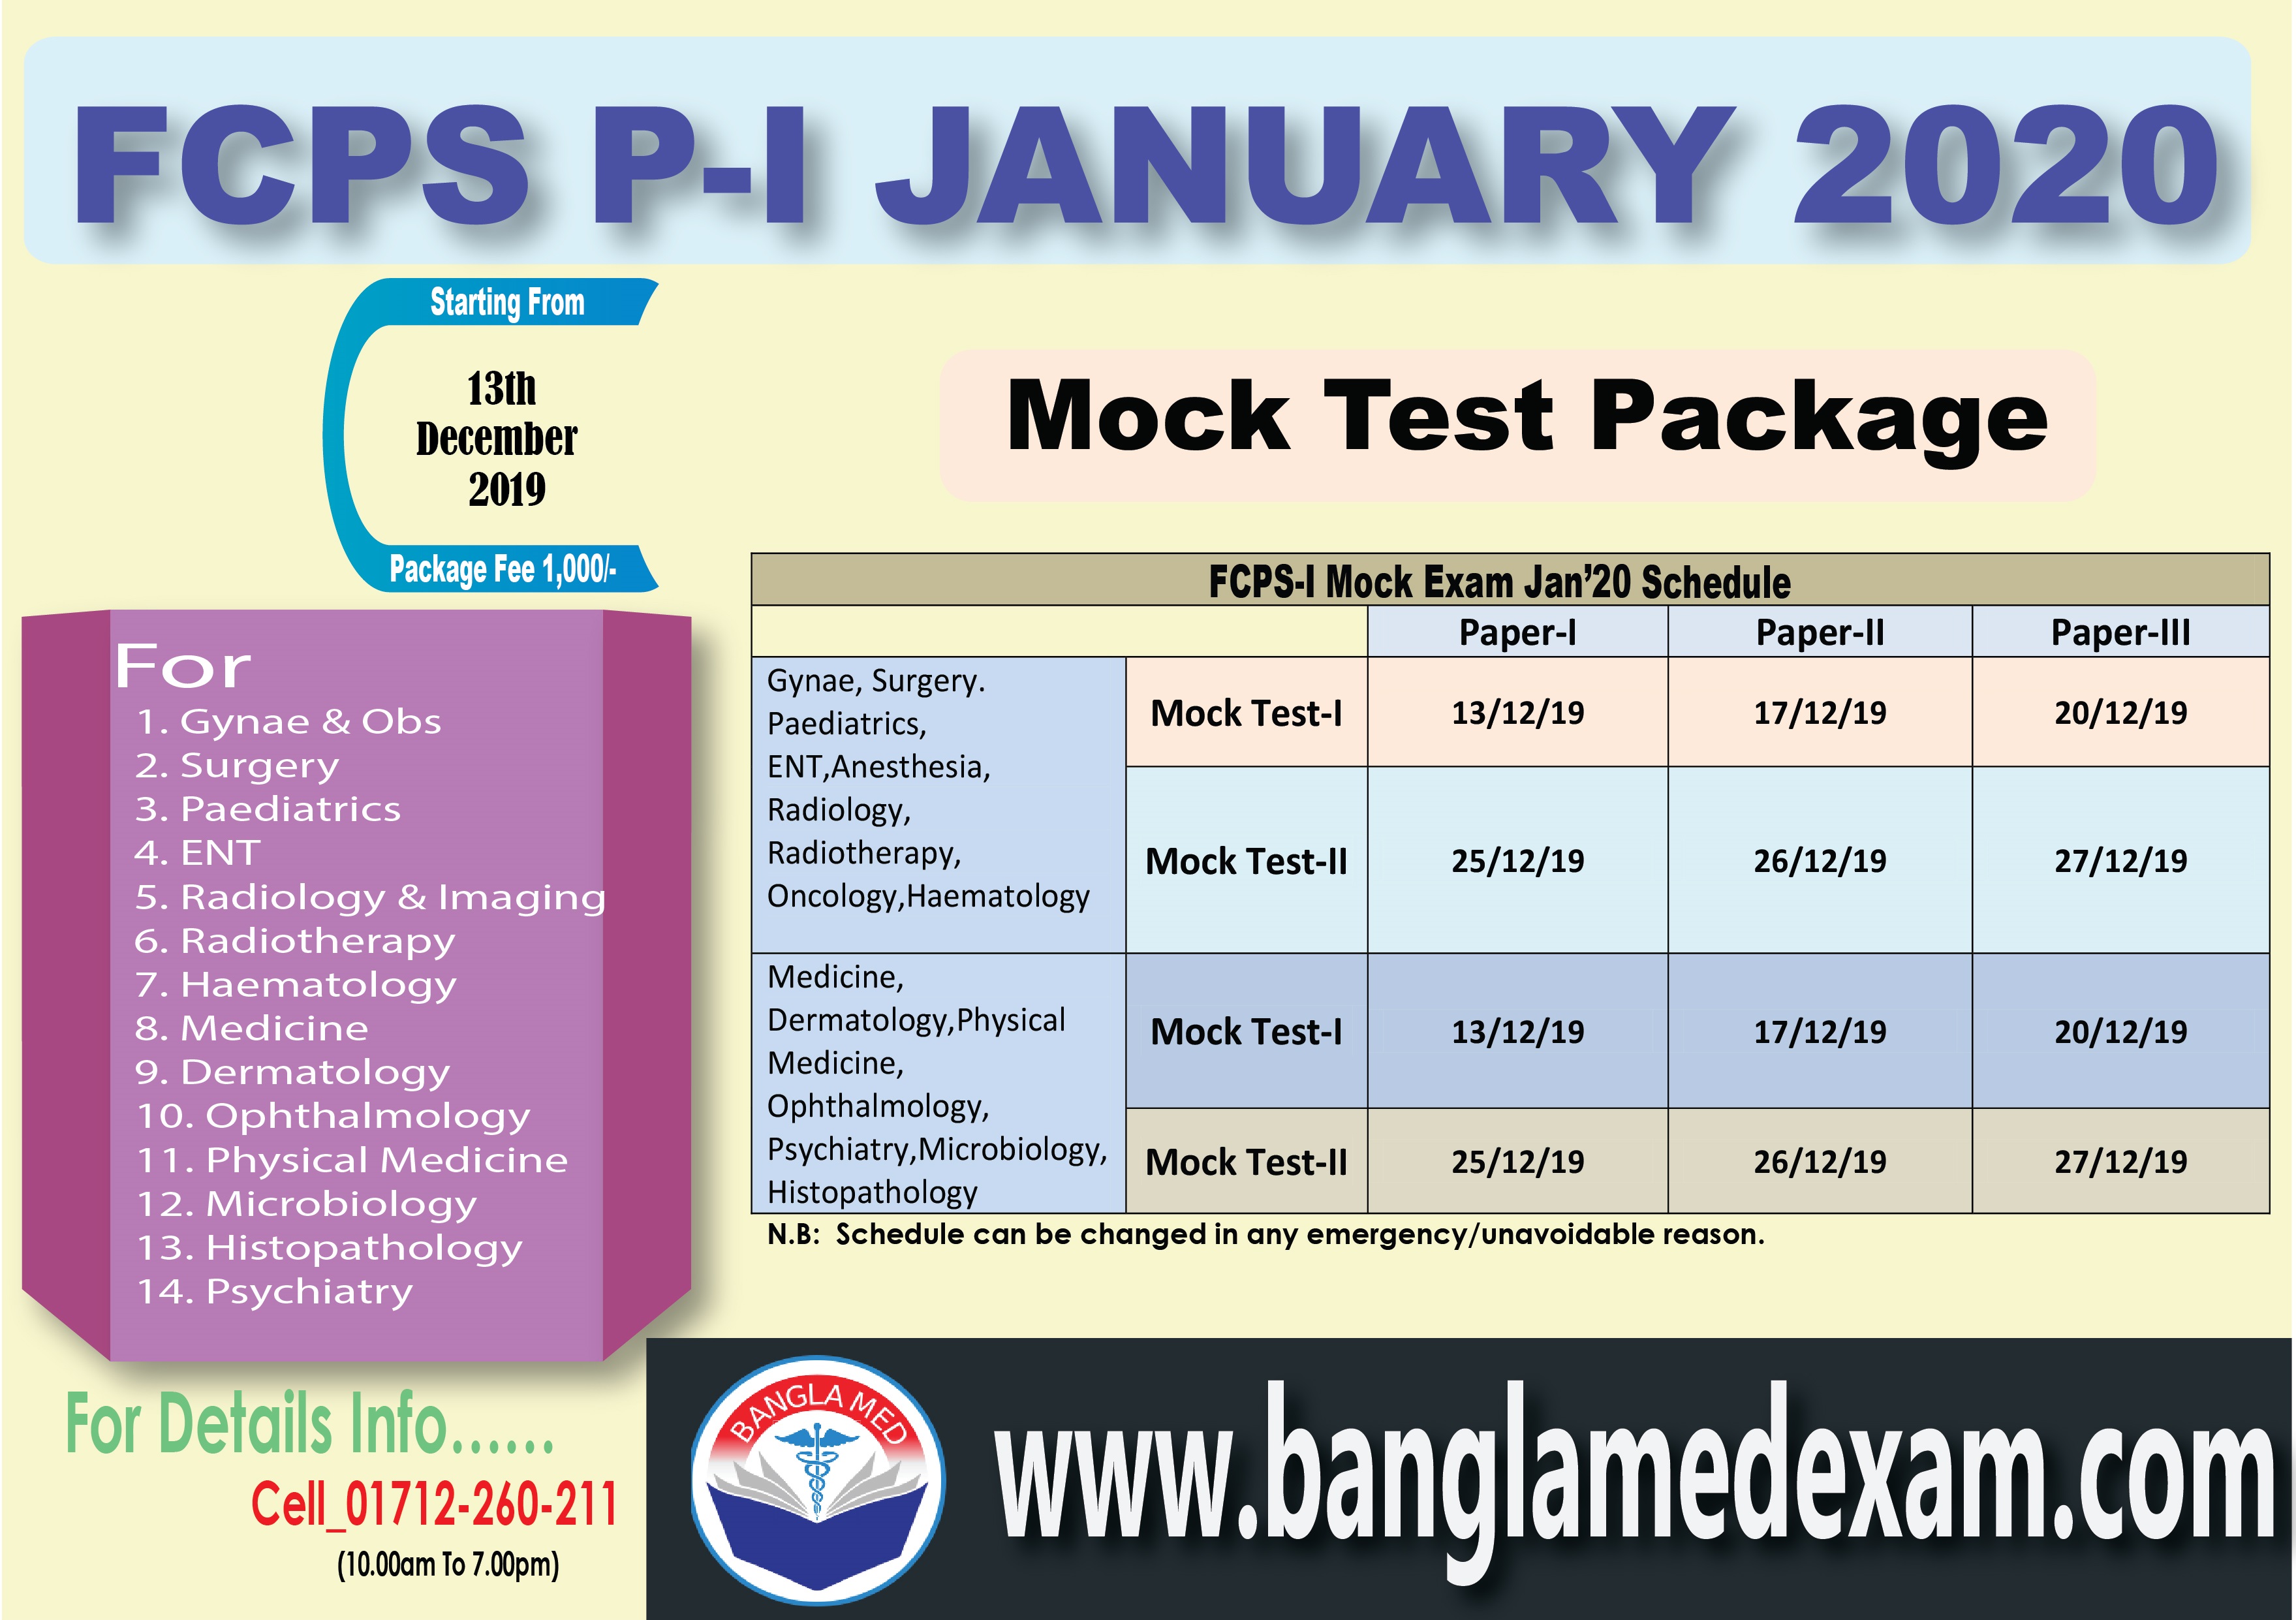 FCPS P-I JANUARY 2020
Starting From
13th
December
2019
Package Fee 1,000/-
Mock Test Package
For
1. Gynae & Obs
2. Surgery
3. Paediatrics
4. ENT
5. Radiology & Imaging
6. Radiotherapy
7. Haematology
8. Medicine
9. Dermatology
10. Ophthalmology
11. Physical Medicine
12. Microbiology
13. Histopathology
14. Psychiatry
FCPS-I Mock Exam Jan’20 Schedule
Paper-I Paper-II Paper-III
Gynae, Surgery.
Paediatrics,
ENT,Anesthesia,
Radiology,
Radiotherapy,
Oncology,Haematology
Mock Test-I 13/12/19 17/12/19 20/12/19
Mock Test-II 25/12/19 26/12/19 27/12/19
Medicine,
Dermatology,Physical
Medicine,
Ophthalmology,
Psychiatry,Microbiology,
Histopathology
Mock Test-I 13/12/19 17/12/19 20/12/19
Mock Test-II 25/12/19 26/12/19 27/12/19
N.B: Schedule can be changed in any emergency/unavoidable reason.
For Details Info......
Cell_01712-260-211
(10.00am To 7.00pm)
BANGLA MED
www.banglamedexam.com